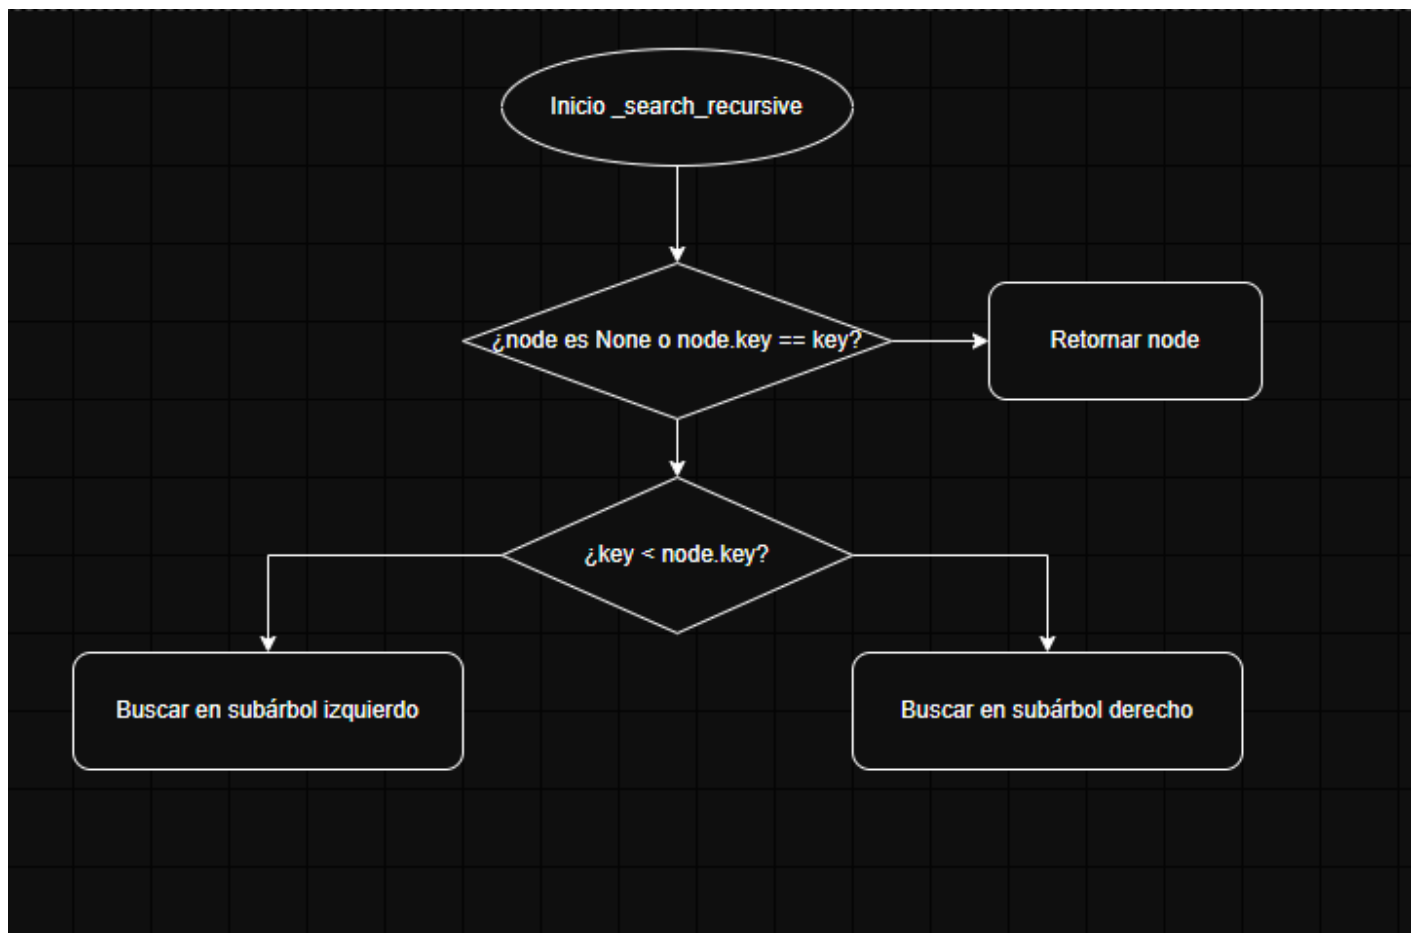 Inicio _search_recursive
¿node es None o node.key == key?
Retornar node
¿key < node.key?
Buscar en subárbol izquierdo
Buscar en subárbol derecho